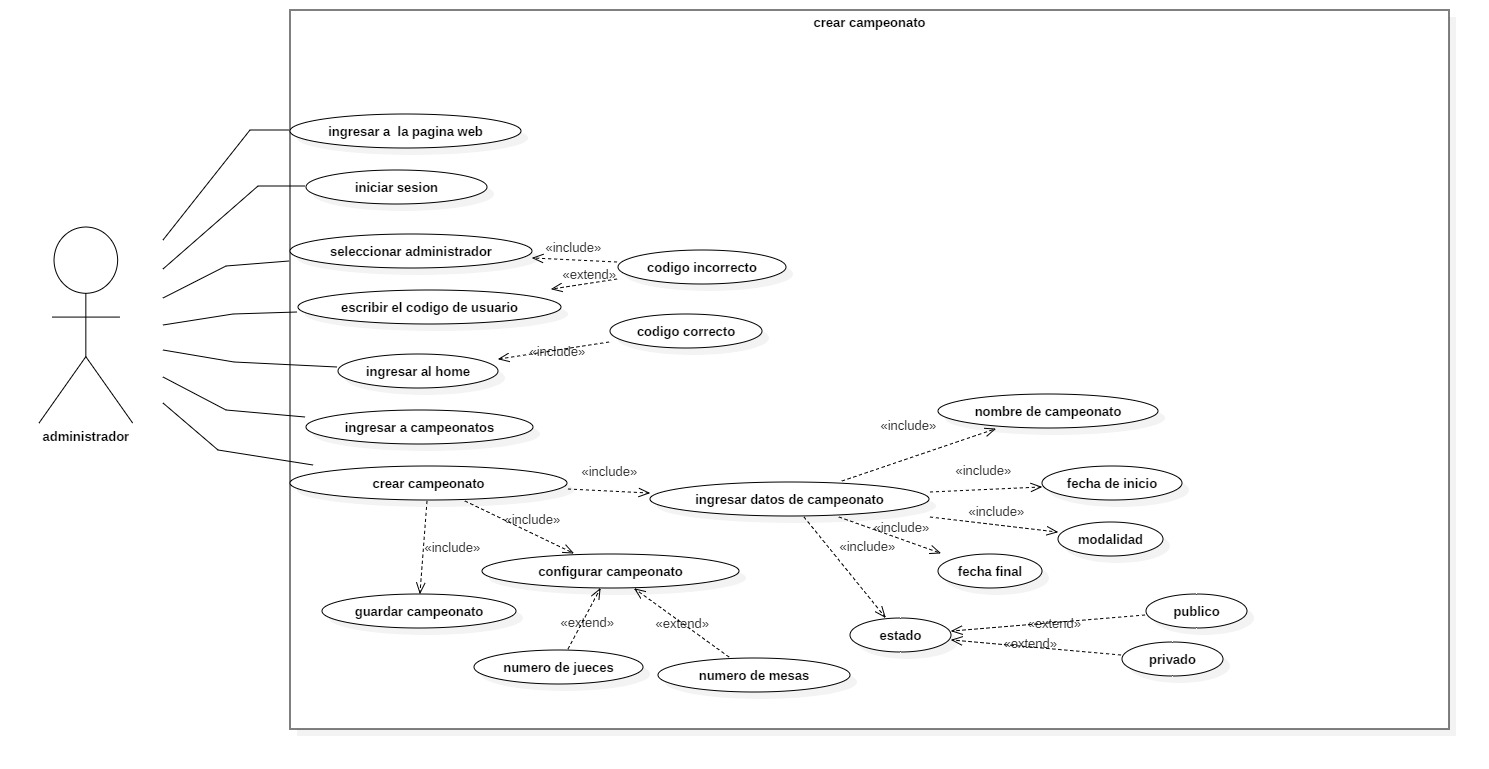 crear campeonato
ingresar a  la pagina web
iniciar sesion
seleccionar administrador
«include»
codigo incorrecto
«extend»
escribir el codigo de usuario
codigo correcto
«include»
ingresar al home
administrador
ingresar a campeonatos
nombre de campeonato
«include»
crear campeonato
«include»
ingresar datos de campeonato
«include»
fecha de inicio
«include»
modalidad
«include»
fecha final
«include»
«include»
«include»
configurar campeonato
guardar campeonato
«extend»
«extend»
numero de jueces
numero de mesas
estado
«extend»
publico
«extend»
privado